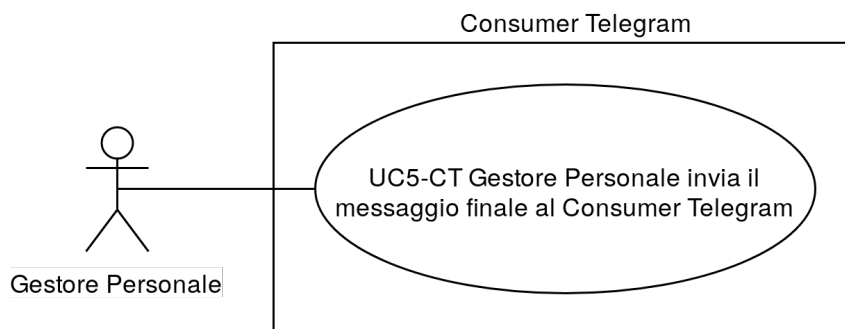 Consumer Telegram
UC5-CT Gestore Personale invia il
messaggio finale al Consumer Telegram
Gestore Personale